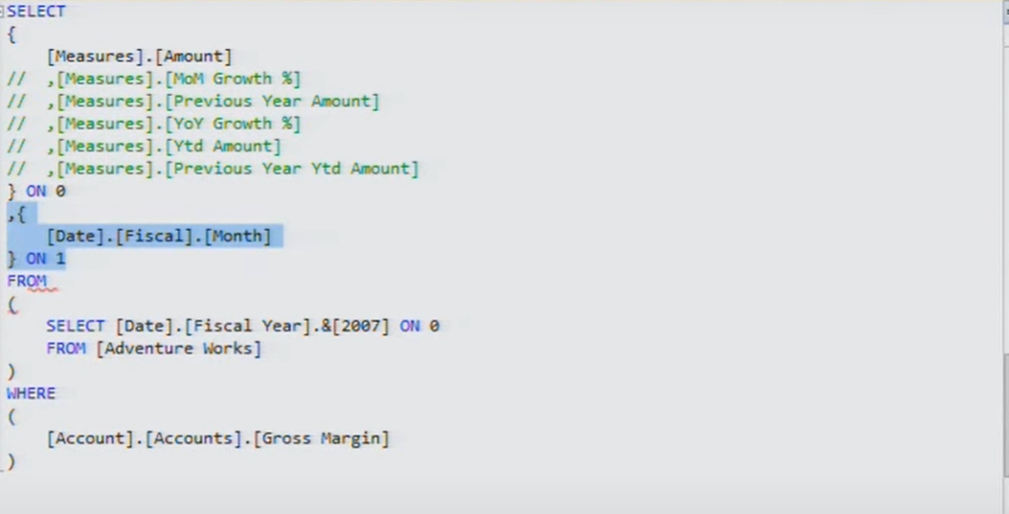 SELECT
{
    [Measures].[Amount]
//  ,[Measures].[MoM Growth %]
//  ,[Measures].[Previous Year Amount]
//  ,[Measures].[YoY Growth %]
//  ,[Measures].[Ytd Amount]
//  ,[Measures].[Previous Year Ytd Amount]
} ON 0
,{
    [Date].[Fiscal].[Month]
} ON 1
FROM
(
    SELECT [Date].[Fiscal Year].&[2007] ON 0
    FROM [Adventure Works]
)
WHERE
(
    [Account].[Accounts].[Gross Margin]
)